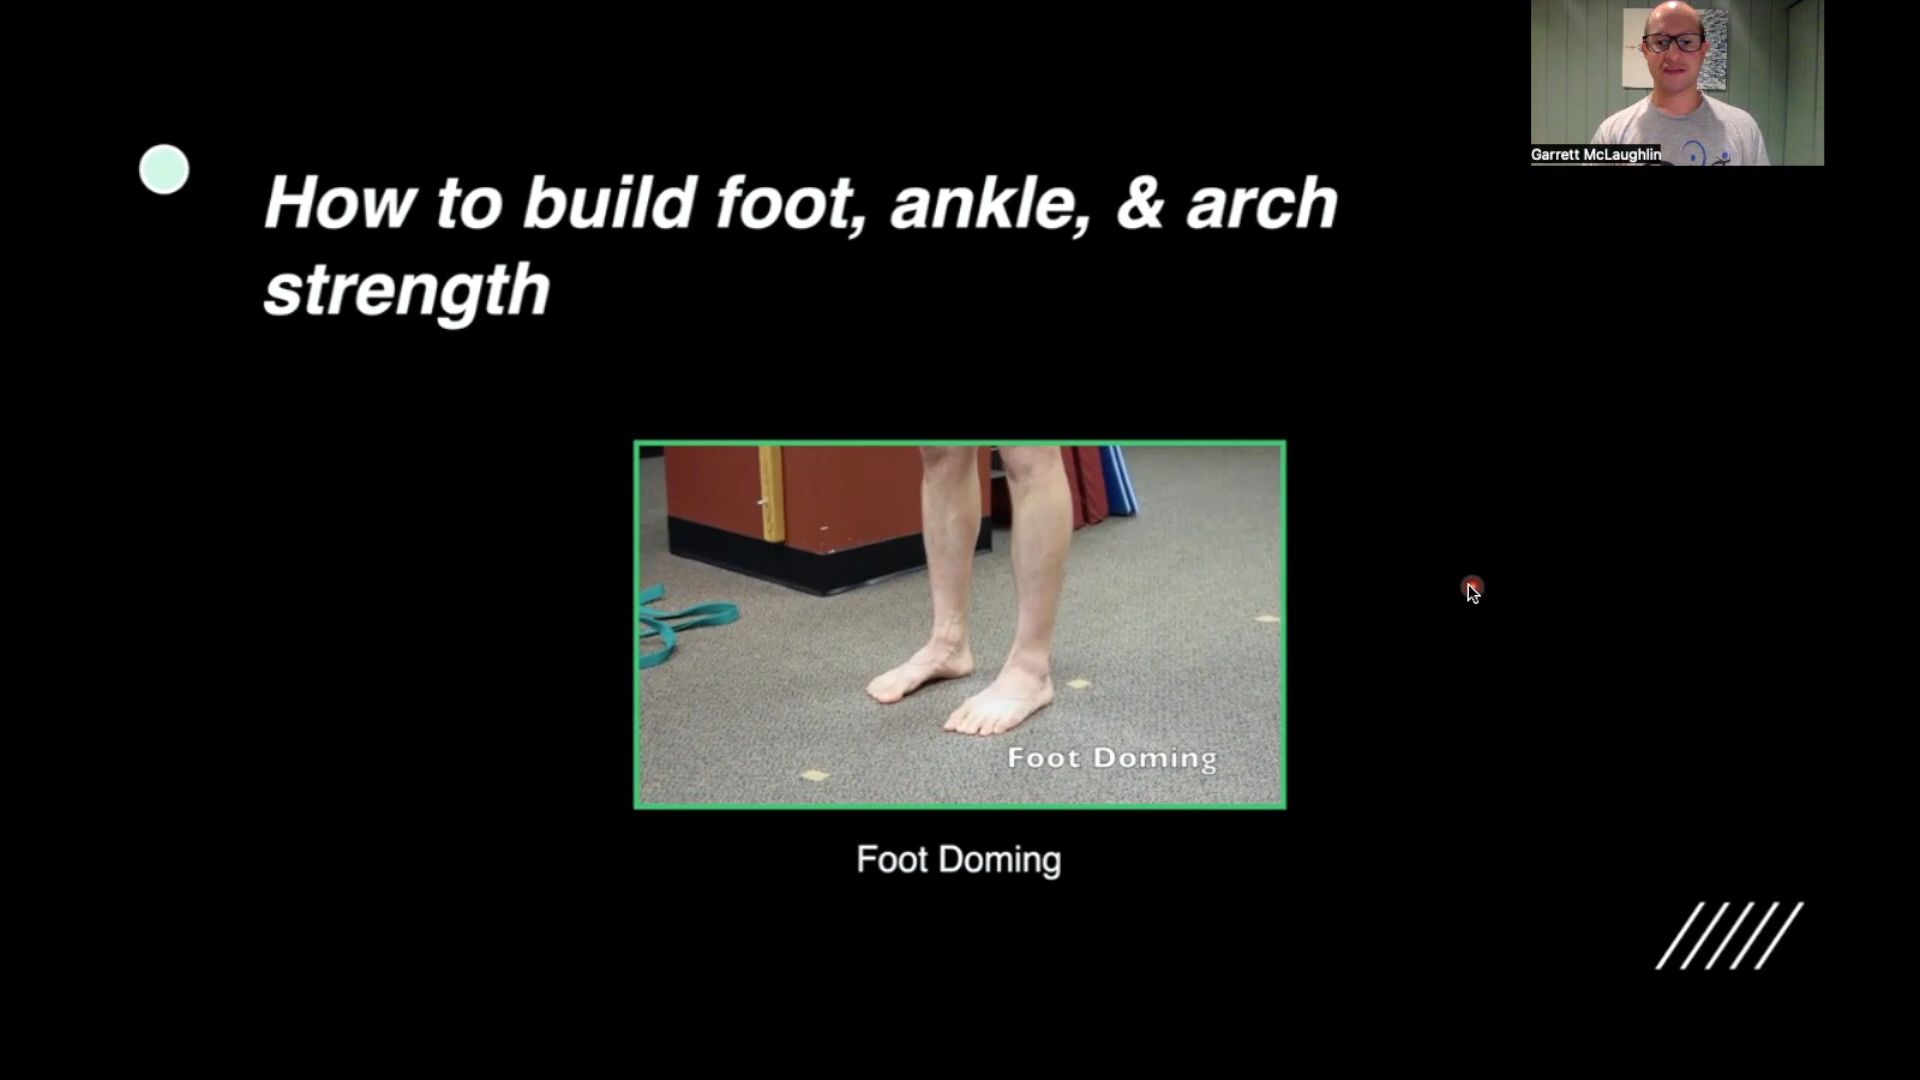 Garrett McLaughlin
How to build foot, ankle, & arch
strength
Foot Doming
Foot Doming